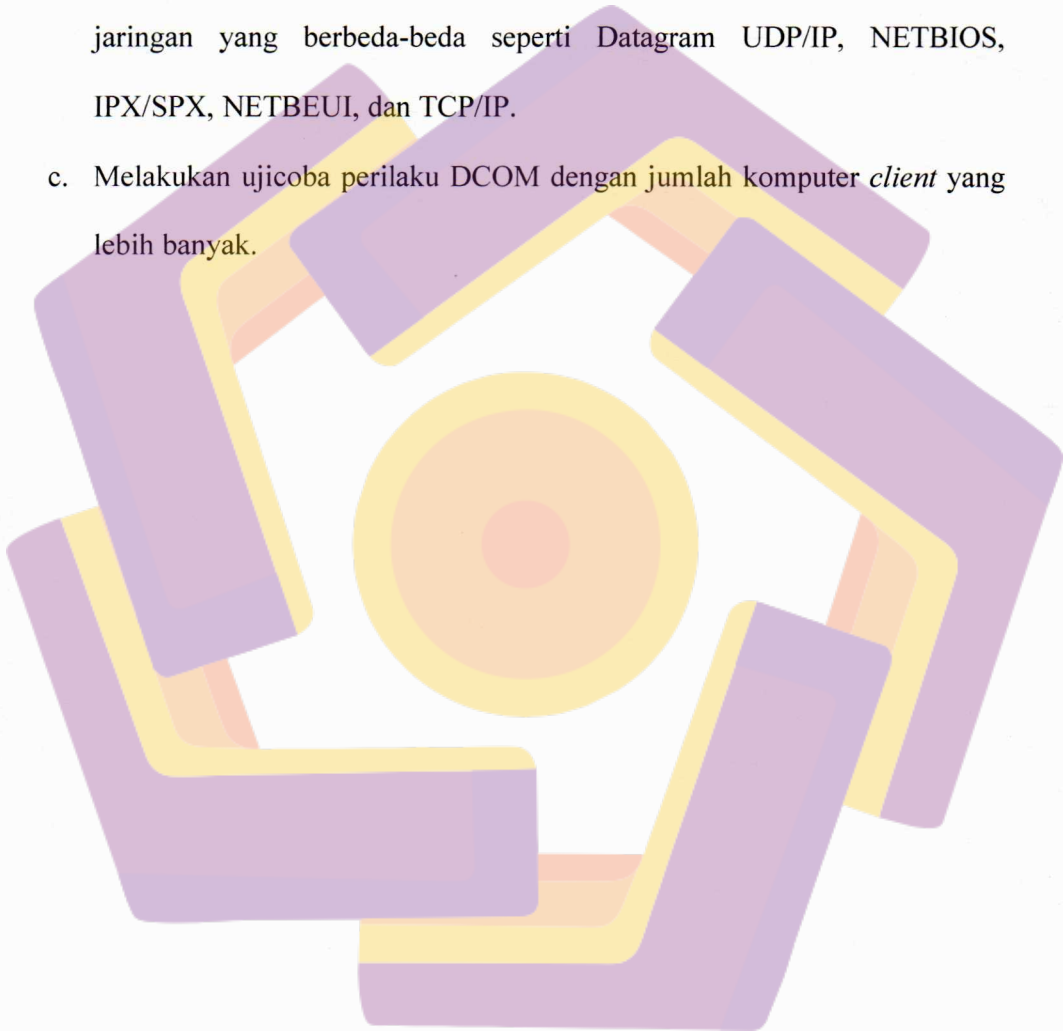 jaringan yang berbeda-beda seperti Datagram UDP/IP, NETBIOS,
IPX/SPX, NETBEUI, dan TCP/IP.
c. Melakukan ujicoba perilaku DCOM dengan jumlah komputer client yang
lebih banyak.